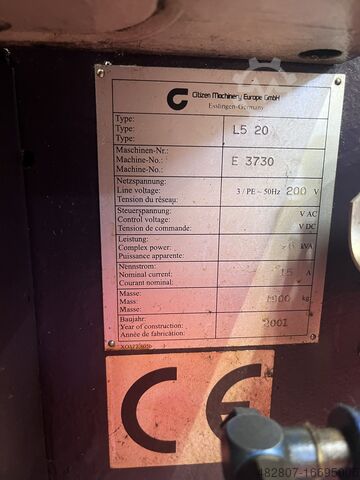 Citizen Machinery Europe GmbH
Esslingen-Germany
Type:
Type: L5 20
Type:
Maschinen-Nr.:
Machine-No.: E 3730
Machine-No.:
Netzspannung:
Line voltage: 3 / PE ~ 50Hz 200 V
Tension du réseau:
Steuerspannung: V AC
Control voltage:
Tension de commande: V DC
Leistung:
Complex power: kVA
Puissance apparente:
Nennstrom:
Nominal current: 15 A
Courant nominal:
Masse:
Mass: 1900 kg
Masse:
Baujahr:
Year of construction: 2001
Année de fabrication:
CE